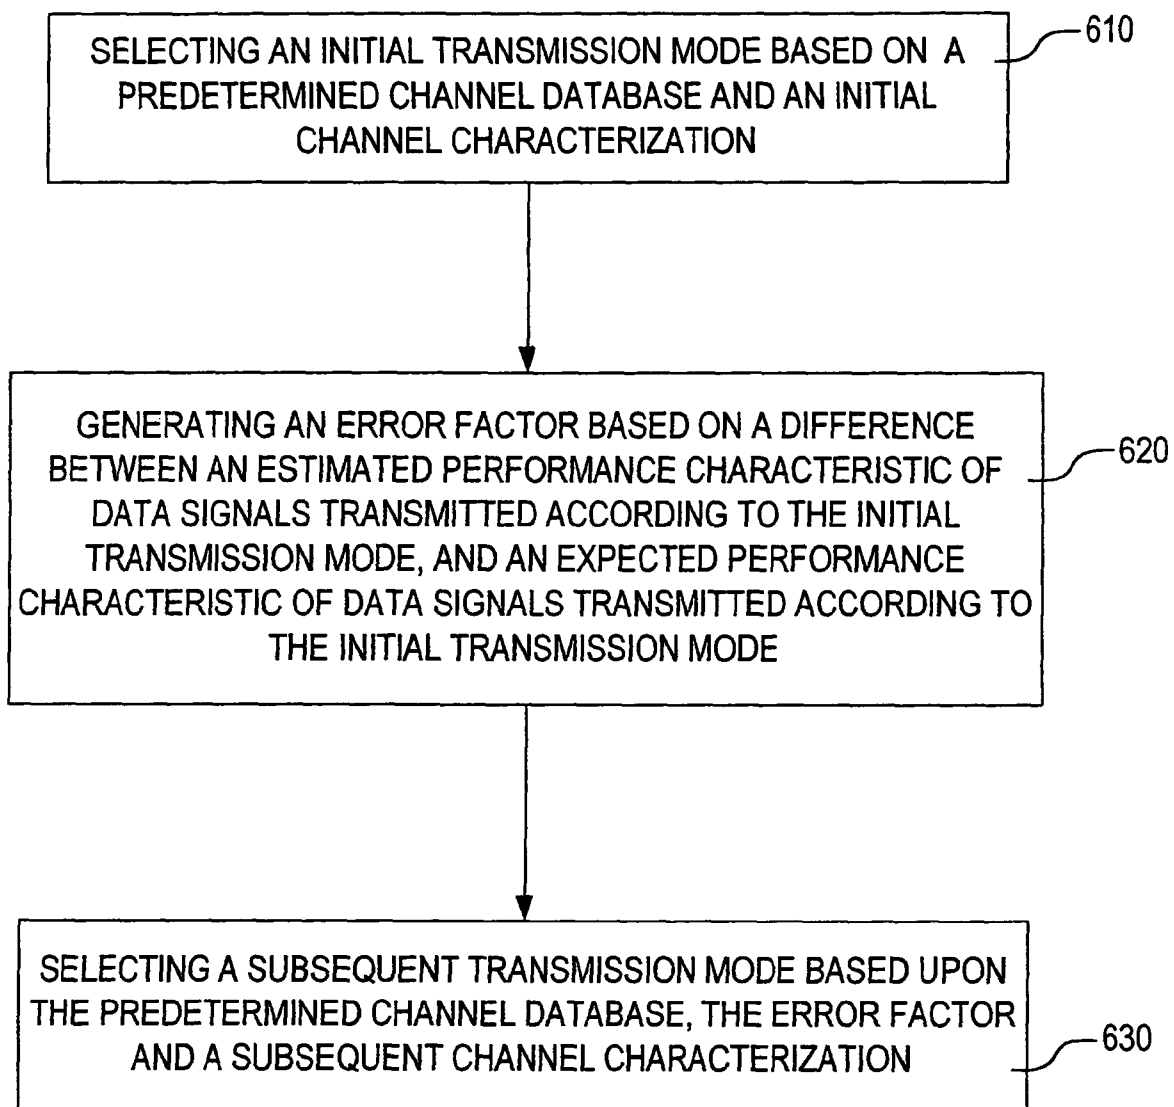 SELECTING AN INITIAL TRANSMISSION MODE BASED ON A
PREDETERMINED CHANNEL DATABASE AND AN INITIAL
CHANNEL CHARACTERIZATION
610
GENERATING AN ERROR FACTOR BASED ON A DIFFERENCE
BETWEEN AN ESTIMATED PERFORMANCE CHARACTERISTIC OF
DATA SIGNALS TRANSMITTED ACCORDING TO THE INITIAL
TRANSMISSION MODE, AND AN EXPECTED PERFORMANCE
CHARACTERISTIC OF DATA SIGNALS TRANSMITTED ACCORDING TO
THE INITIAL TRANSMISSION MODE
620
SELECTING A SUBSEQUENT TRANSMISSION MODE BASED UPON
THE PREDETERMINED CHANNEL DATABASE, THE ERROR FACTOR
AND A SUBSEQUENT CHANNEL CHARACTERIZATION
630